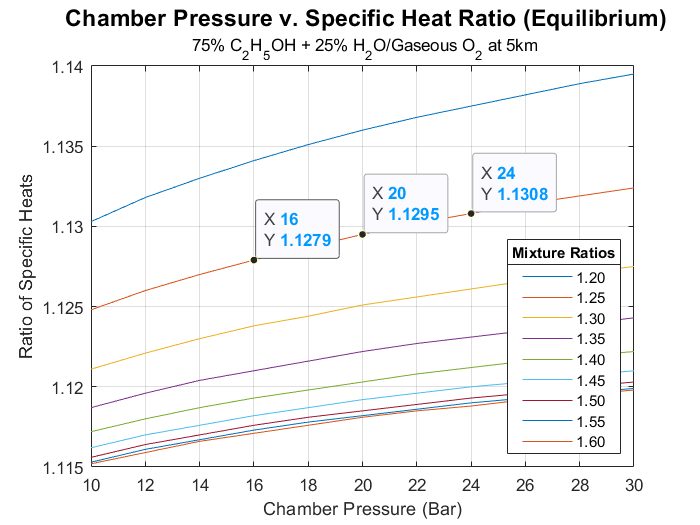 Chamber Pressure v. Specific Heat Ratio (Equilibrium)
75% C₂H₅OH + 25% H₂O/Gaseous O₂ at 5km
1.14
1.135
1.13
1.125
1.12
1.115
Ratio of Specific Heats
X 16
Y 1.1279
X 20
Y 1.1295
X 24
Y 1.1308
Mixture Ratios
1.20
1.25
1.30
1.35
1.40
1.45
1.50
1.55
1.60
10 12 14 16 18 20 22 24 26 28 30
Chamber Pressure (Bar)